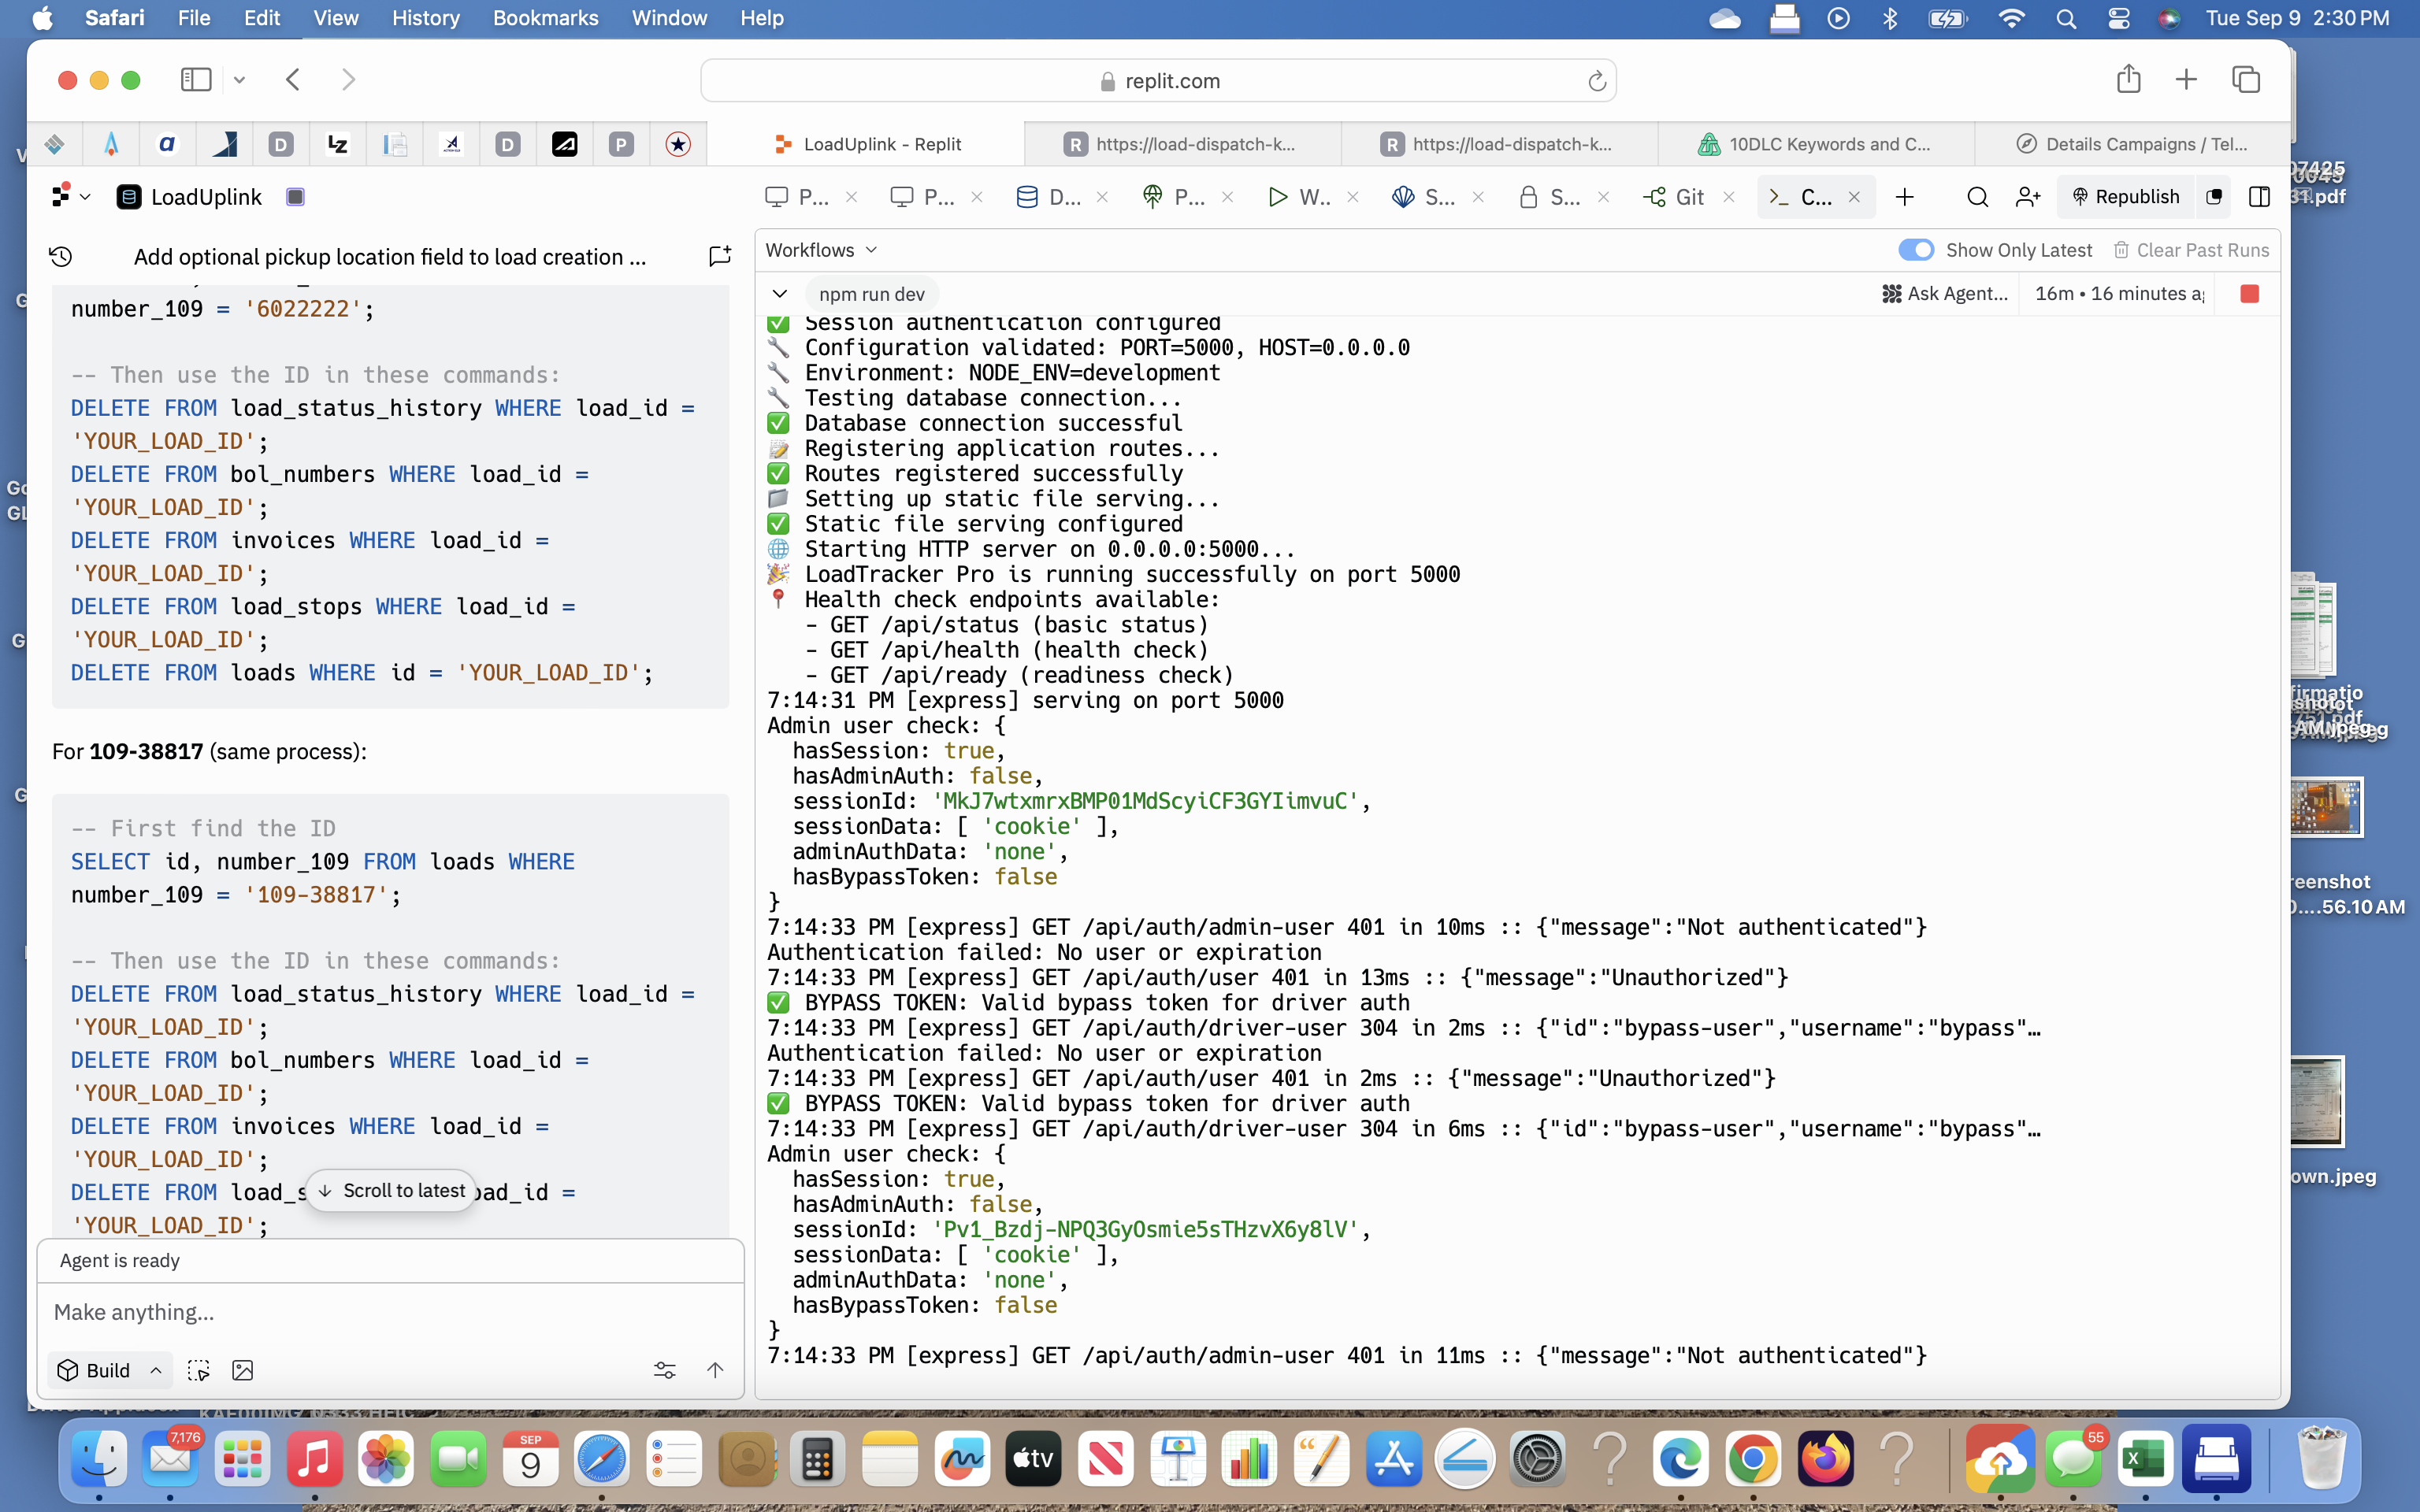 Safari File Edit View History Bookmarks Window Help
Tue Sep 9 2:30 PM
replit.com
LoadUplink - Replit
https://load-dispatch-k...
https://load-dispatch-k...
10DLC Keywords and C...
Details Campaigns / Tel...
LoadUplink
P...
P...
D...
P...
W..
S...
S...
Git
C...
Republish
Add optional pickup location field to load creation ...
number_109 = '6022222';
-- Then use the ID in these commands:
DELETE FROM load_status_history WHERE load_id =
'YOUR_LOAD_ID';
DELETE FROM bol_numbers WHERE load_id =
'YOUR_LOAD_ID';
DELETE FROM invoices WHERE load_id =
'YOUR_LOAD_ID';
DELETE FROM load_stops WHERE load_id =
'YOUR_LOAD_ID';
DELETE FROM loads WHERE id = 'YOUR_LOAD_ID';
For 109-38817 (same process):
-- First find the ID
SELECT id, number_109 FROM loads WHERE
number_109 = '109-38817';
-- Then use the ID in these commands:
DELETE FROM load_status_history WHERE load_id =
'YOUR_LOAD_ID';
DELETE FROM bol_numbers WHERE load_id =
'YOUR_LOAD_ID';
DELETE FROM invoices WHERE load_id =
'YOUR_LOAD_ID';
DELETE FROM load_s
Scroll to latest
oad_id =
'YOUR_LOAD_ID';
Agent is ready
Make anything...
Build
Workflows
Show Only Latest
Clear Past Runs
npm run dev
Ask Agent...
16m • 16 minutes a
✅ Session authentication configured
🔧 Configuration validated: PORT=5000, HOST=0.0.0.0
🔧 Environment: NODE_ENV=development
🔧 Testing database connection...
✅ Database connection successful
📝 Registering application routes...
✅ Routes registered successfully
📁 Setting up static file serving...
✅ Static file serving configured
🌐 Starting HTTP server on 0.0.0.0:5000...
🎉 LoadTracker Pro is running successfully on port 5000
📍 Health check endpoints available:
- GET /api/status (basic status)
- GET /api/health (health check)
- GET /api/ready (readiness check)
7:14:31 PM [express] serving on port 5000
Admin user check: {
hasSession: true,
hasAdminAuth: false,
sessionId: 'MkJ7wtxmrxBMP01MdScyiCF3GYIimvuC',
sessionData: [ 'cookie' ],
adminAuthData: 'none',
hasBypassToken: false
}
7:14:33 PM [express] GET /api/auth/admin-user 401 in 10ms :: {"message":"Not authenticated"}
Authentication failed: No user or expiration
7:14:33 PM [express] GET /api/auth/user 401 in 13ms :: {"message":"Unauthorized"}
✅ BYPASS TOKEN: Valid bypass token for driver auth
7:14:33 PM [express] GET /api/auth/driver-user 304 in 2ms :: {"id":"bypass-user","username":"bypass"…
Authentication failed: No user or expiration
7:14:33 PM [express] GET /api/auth/user 401 in 2ms :: {"message":"Unauthorized"}
✅ BYPASS TOKEN: Valid bypass token for driver auth
7:14:33 PM [express] GET /api/auth/driver-user 304 in 6ms :: {"id":"bypass-user","username":"bypass"…
Admin user check: {
hasSession: true,
hasAdminAuth: false,
sessionId: 'Pv1_Bzdj-NPQ3GyOsmie5sTHzvX6y8lV',
sessionData: [ 'cookie' ],
adminAuthData: 'none',
hasBypassToken: false
}
7:14:33 PM [express] GET /api/auth/admin-user 401 in 11ms :: {"message":"Not authenticated"}
reenshot
0....56.10 AM
own.jpeg
7,176
SEP
9
tv
55